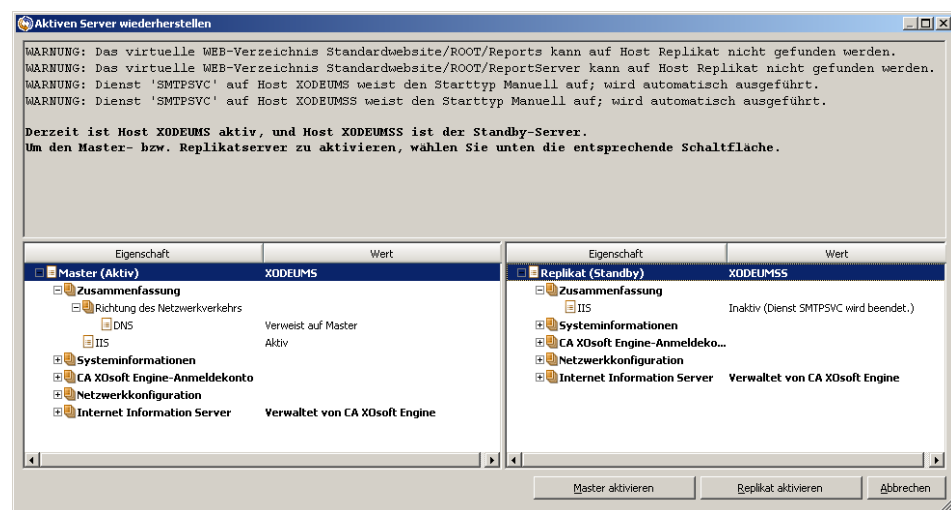 Aktiven Server wiederherstellen
WARNUNG: Das virtuelle WEB-Verzeichnis Standardwebsite/ROOT/Reports kann auf Host Replikat nicht gefunden werden.
WARNUNG: Das virtuelle WEB-Verzeichnis Standardwebsite/ROOT/ReportServer kann auf Host Replikat nicht gefunden werden.
WARNUNG: Dienst 'SMTPSVC' auf Host XODEUMS weist den Starttyp Manuell auf; wird automatisch ausgeführt.
WARNUNG: Dienst 'SMTPSVC' auf Host XODEUMSS weist den Starttyp Manuell auf; wird automatisch ausgeführt.
Derzeit ist Host XODEUMS aktiv, und Host XODEUMSS ist der Standby-Server.
Um den Master- bzw. Replikatserver zu aktivieren, wählen Sie unten die entsprechende Schaltfläche.
Eigenschaft Wert
Master (Aktiv) XODEUMS
Zusammenfassung
Richtung des Netzwerkverkehrs
DNS Verweist auf Master
IIS Aktiv
Systeminformationen
CA XOsoft Engine-Anmeldekonto
Netzwerkkonfiguration
Internet Information Server Verwaltet von CA XOsoft Engine
Eigenschaft Wert
Replikat (Standby) XODEUMSS
Zusammenfassung
IIS Inaktiv (Dienst SMTPSVC wird beendet.)
Systeminformationen
CA XOsoft Engine-Anmeldeko...
Netzwerkkonfiguration
Internet Information Server Verwaltet von CA XOsoft Engine
Master aktivieren Replikat aktivieren Abbrechen